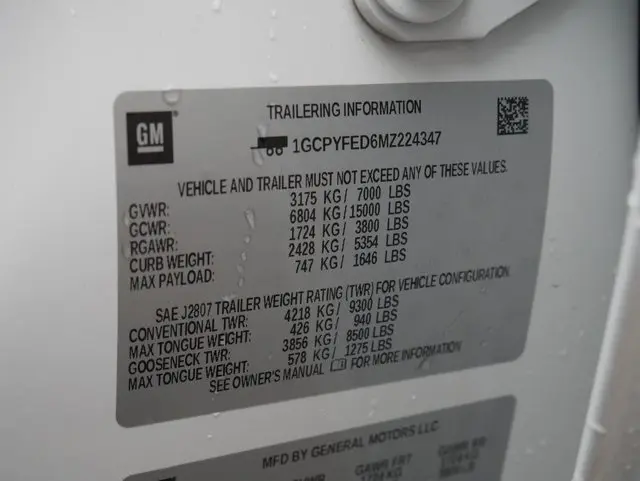 GM
TRAILERING INFORMATION
1GCPYFED6MZ224347
VEHICLE AND TRAILER MUST NOT EXCEED ANY OF THESE VALUES.
GVWR: 3175 KG/ 7000 LBS
GCWR: 6804 KG/15000 LBS
RGAWR: 1724 KG/ 3800 LBS
CURB WEIGHT: 2428 KG/ 5354 LBS
MAX PAYLOAD: 747 KG/ 1646 LBS
SAE J2807 TRAILER WEIGHT RATING (TWR) FOR VEHICLE CONFIGURATION
CONVENTIONAL TWR: 4218 KG/ 9300 LBS
MAX TONGUE WEIGHT: 426 KG/ 940 LBS
GOOSENECK TWR: 3856 KG/ 8500 LBS
MAX TONGUE WEIGHT: 578 KG/ 1275 LBS
SEE OWNER'S MANUAL FOR MORE INFORMATION
MFD BY GENERAL MOTORS LLC
GAWR FRT
GAWR RR